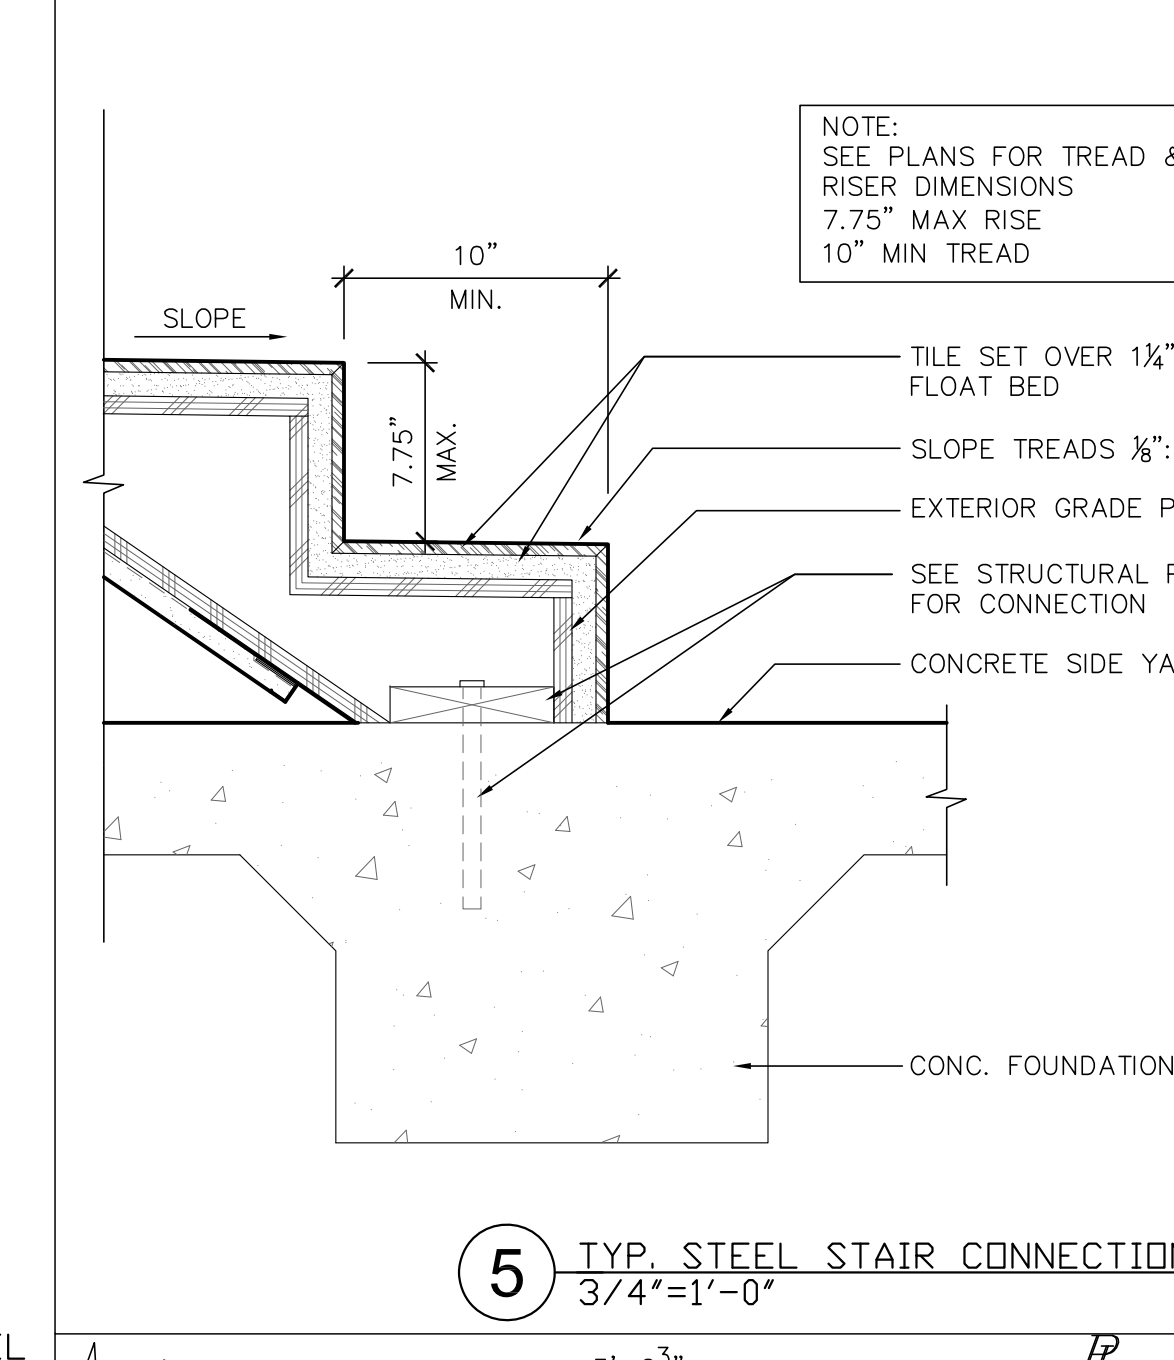 NOTE:
SEE PLANS FOR TREAD &
RISER DIMENSIONS
7.75" MAX RISE
10" MIN TREAD
10"
MIN.
SLOPE
7.75"
MAX.
TILE SET OVER 1¼"
FLOAT BED
SLOPE TREADS ⅛":
EXTERIOR GRADE P
SEE STRUCTURAL
FOR CONNECTION
CONCRETE SIDE YA
CONC. FOUNDATION
5
TYP. STEEL STAIR CONNECTION
3/4"=1'-0"
EL